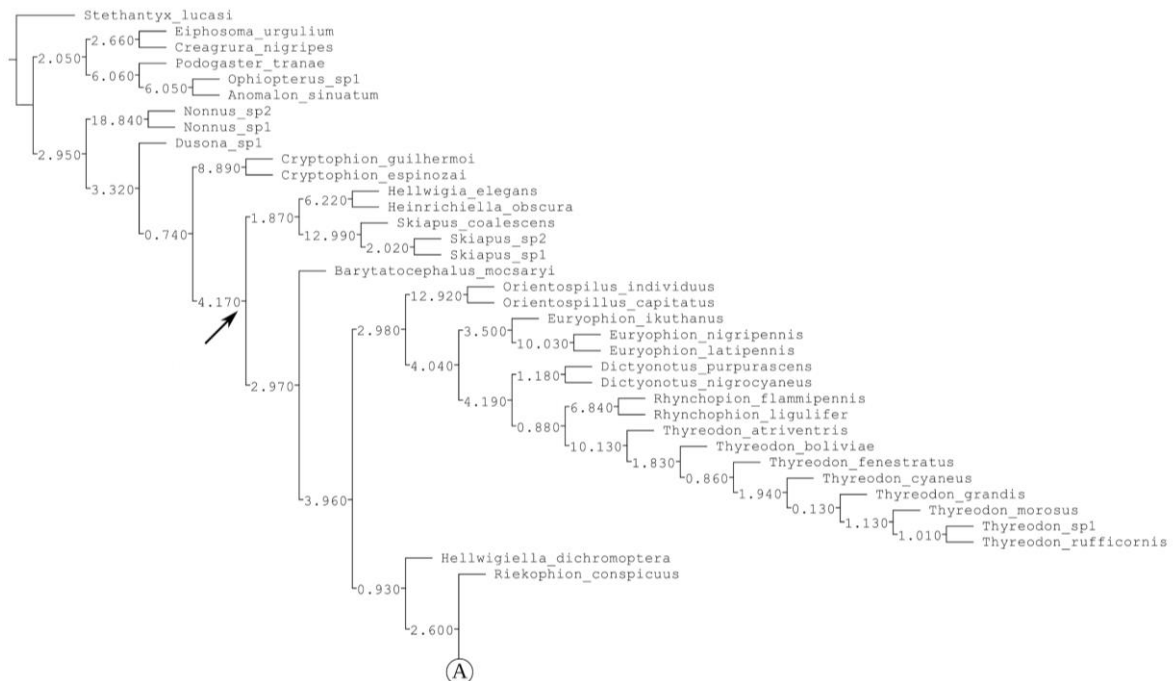 Stethantyx_lucasi
Eiphosoma_urgulium
2.660
Creagrura_nigripes
2.050
Podogaster_tranae
6.060
Ophiopterus_sp1
6.050
Anomalon_sinuatum
Nonnus_sp2
18.840
Nonnus_sp1
Dusona_sp1
2.950
Cryptophion_guilhermoi
8.890
Cryptophion_espinozai
3.320
Hellwigia_elegans
6.220
Heinrichiella_obscura
1.870
Skiapus_coalescens
12.990
Skiapus_sp2
2.020
Skiapus_sp1
0.740
Barytatocephalus_mocsaryi
Orientospilus_individuus
12.920
Orientospillus_capitatus
4.170
Euryophion_ikuthanus
2.980
3.500
Euryophion_nigripennis
10.030
Euryophion_latipennis
4.040
Dictyonotus_purpurascens
1.180
Dictyonotus_nigrocyaneus
2.970
4.190
Rhynchopion_flammipennis
6.840
Rhynchophion_ligulifer
0.880
Thyreodon_atriventris
10.130
Thyreodon_boliviae
1.830
Thyreodon_fenestratus
0.860
Thyreodon_cyaneus
1.940
Thyreodon_grandis
0.130
Thyreodon_morosus
1.130
Thyreodon_sp1
1.010
Thyreodon_rufficornis
3.960
Hellwigiella_dichromoptera
Riekophion_conspicuus
0.930
2.600
A